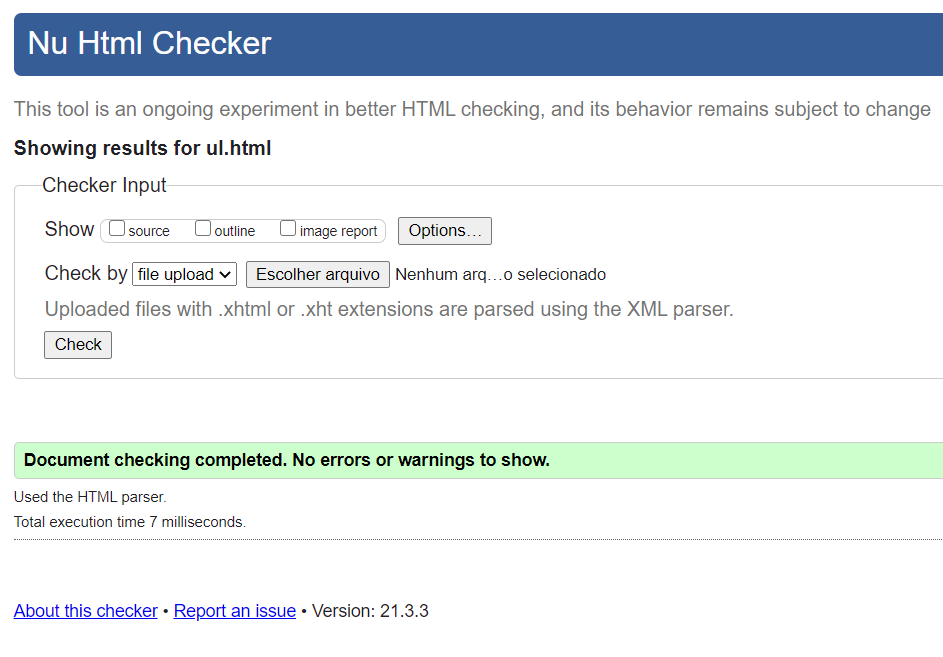 Nu Html Checker
This tool is an ongoing experiment in better HTML checking, and its behavior remains subject to change
Showing results for ul.html
Checker Input
Show source outline image report Options...
Check by file upload Escolher arquivo Nenhum arq...o selecionado
Uploaded files with .xhtml or .xht extensions are parsed using the XML parser.
Check
Document checking completed. No errors or warnings to show.
Used the HTML parser.
Total execution time 7 milliseconds.
About this checker • Report an issue • Version: 21.3.3